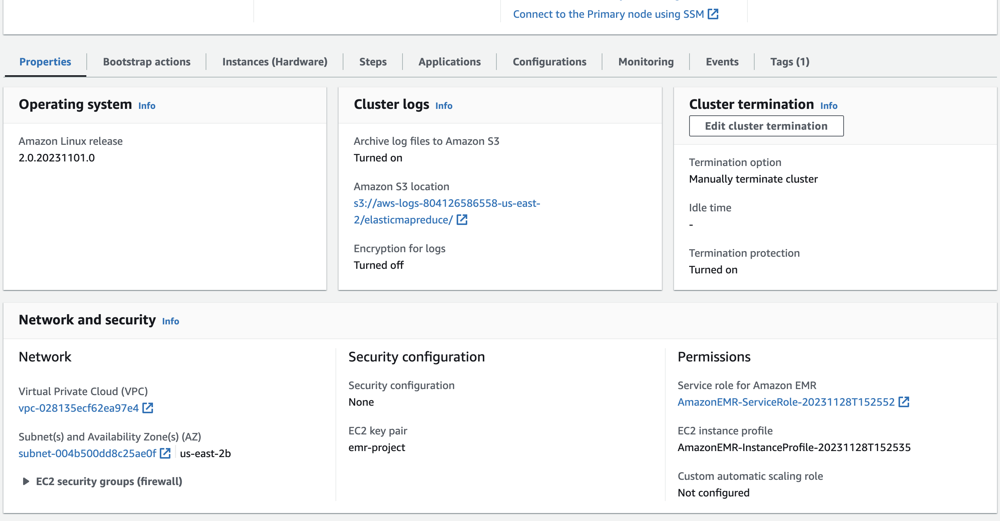 Connect to the Primary node using SSM
Properties
Bootstrap actions
Instances (Hardware)
Steps
Applications
Configurations
Monitoring
Events
Tags (1)
Operating system Info
Amazon Linux release
2.0.20231101.0
Cluster logs Info
Archive log files to Amazon S3
Turned on
Amazon S3 location
s3://aws-logs-804126586558-us-east-
2/elasticmapreduce/
Encryption for logs
Turned off
Cluster termination Info
Edit cluster termination
Termination option
Manually terminate cluster
Idle time
-
Termination protection
Turned on
Network and security Info
Network
Virtual Private Cloud (VPC)
vpc-028135ecf62ea97e4
Subnet(s) and Availability Zone(s) (AZ)
subnet-004b500dd8c25ae0f us-east-2b
EC2 security groups (firewall)
Security configuration
Security configuration
None
EC2 key pair
emr-project
Permissions
Service role for Amazon EMR
AmazonEMR-ServiceRole-20231128T152552
EC2 instance profile
AmazonEMR-InstanceProfile-20231128T152535
Custom automatic scaling role
Not configured